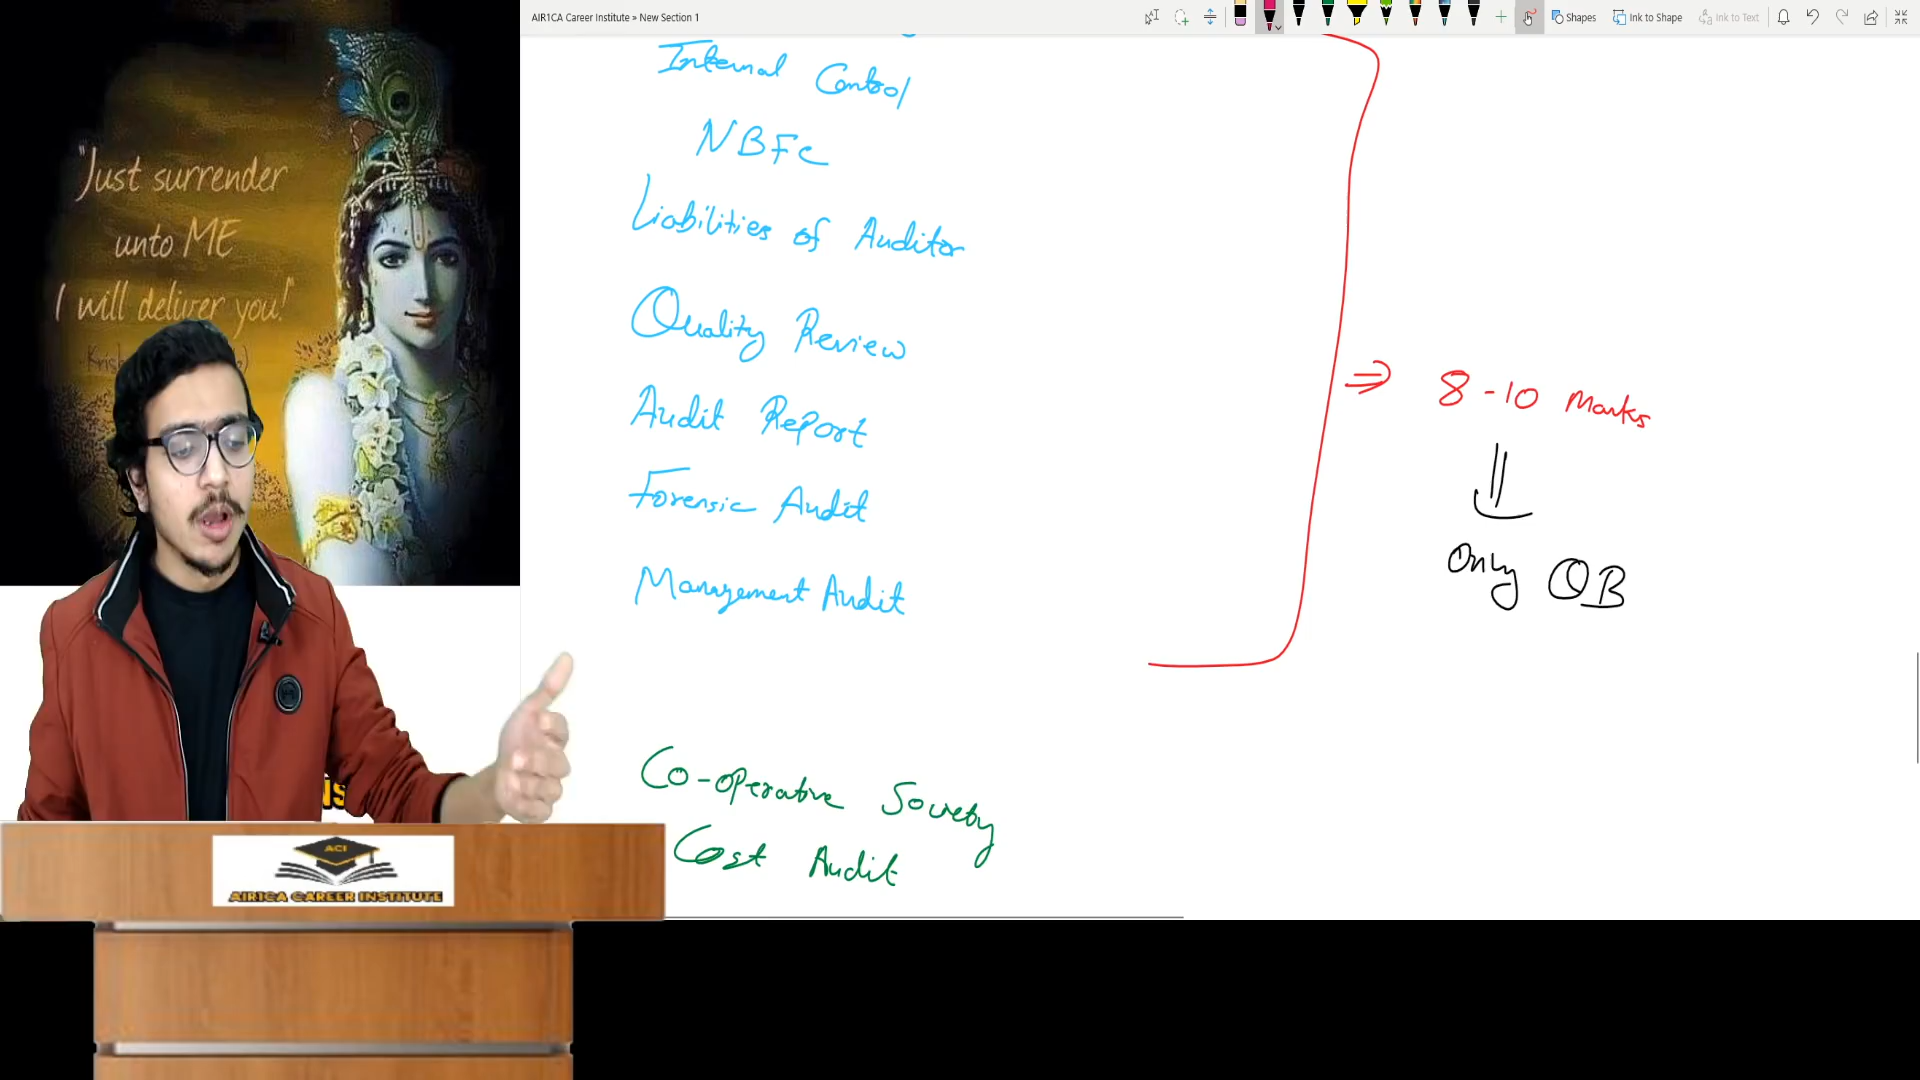 AIR1CA Career Institute » New Section 1
Shapes
Ink to Shape
Ink to Text
"Just surrender
unto ME
I will deliver you!"
Internal Control
NBFC
Liabilities of Auditor
Quality Review
Audit Report
Forensic Audit
Management Audit
⇒ 8-10 Marks
Only QB
Co-operative Society
Cost Audit
ACI
AIR1CA CAREER INSTITUTE